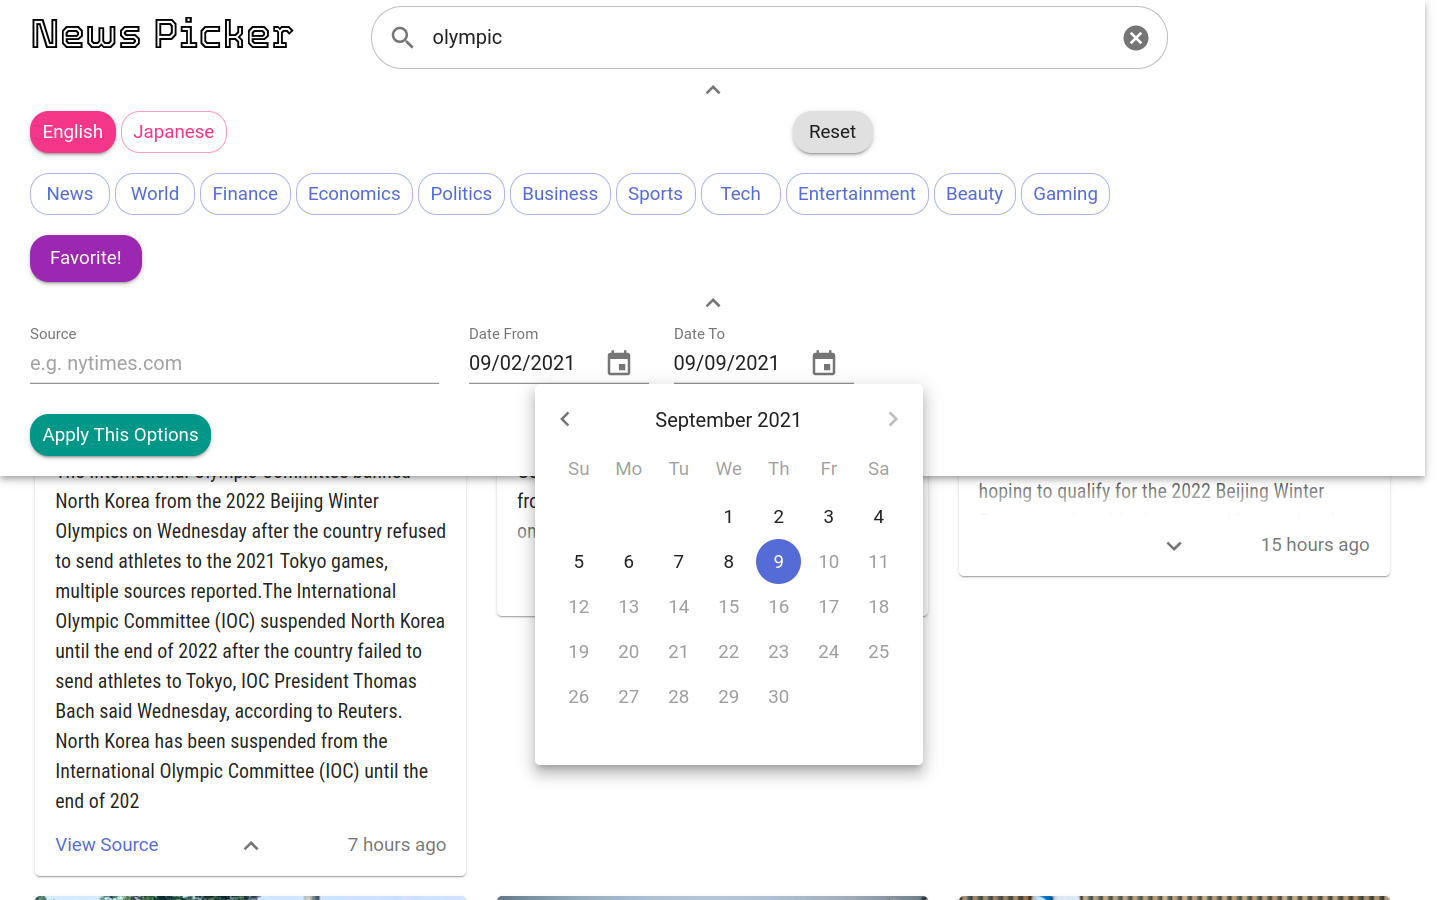 News Picker
olympic
English Japanese Reset
News World Finance Economics Politics Business Sports Tech Entertainment Beauty Gaming
Favorite!
Source Date From Date To
e.g. nytimes.com 09/02/2021 09/09/2021
Apply This Options
September 2021
Su Mo Tu We Th Fr Sa
1 2 3 4
5 6 7 8 9 10 11
12 13 14 15 16 17 18
19 20 21 22 23 24 25
26 27 28 29 30
North Korea from the 2022 Beijing Winter
Olympics on Wednesday after the country refused
to send athletes to the 2021 Tokyo games,
multiple sources reported.The International
Olympic Committee (IOC) suspended North Korea
until the end of 2022 after the country failed to
send athletes to Tokyo, IOC President Thomas
Bach said Wednesday, according to Reuters.
North Korea has been suspended from the
International Olympic Committee (IOC) until the
end of 202
View Source 7 hours ago
fro
on
hoping to qualify for the 2022 Beijing Winter
15 hours ago